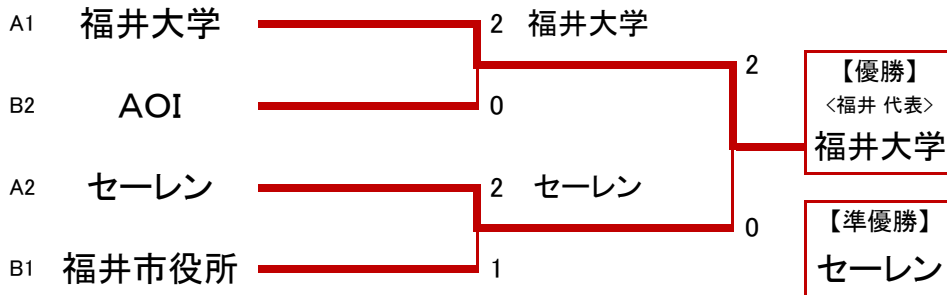 A1 福井大学 2 福井大学
2
【優勝】
<福井 代表>
福井大学
B2 AOI 0
A2 セーレン 2 セーレン
0
【準優勝】
セーレン
B1 福井市役所 1